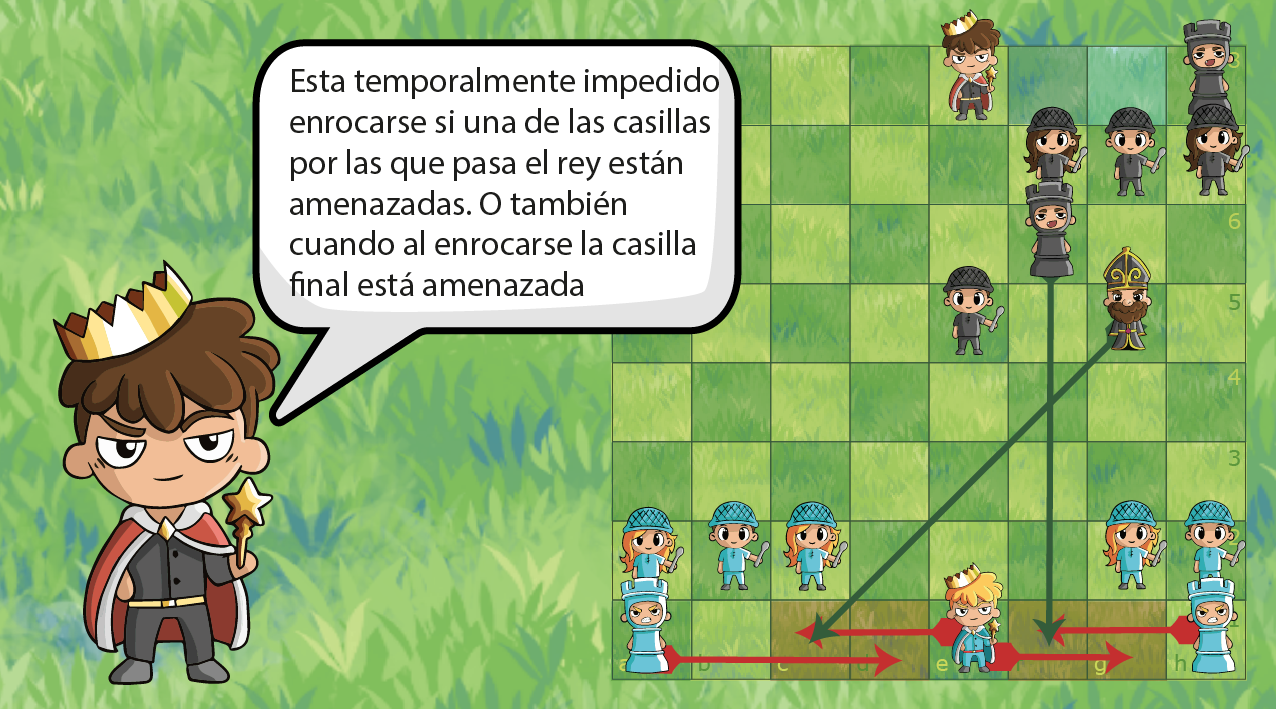 Esta temporalmente impedido
enrocarse si una de las casillas
por las que pasa el rey están
amenazadas. O también
cuando al enrocarse la casilla
final está amenazada
6
5
4
3
a b c d e g h